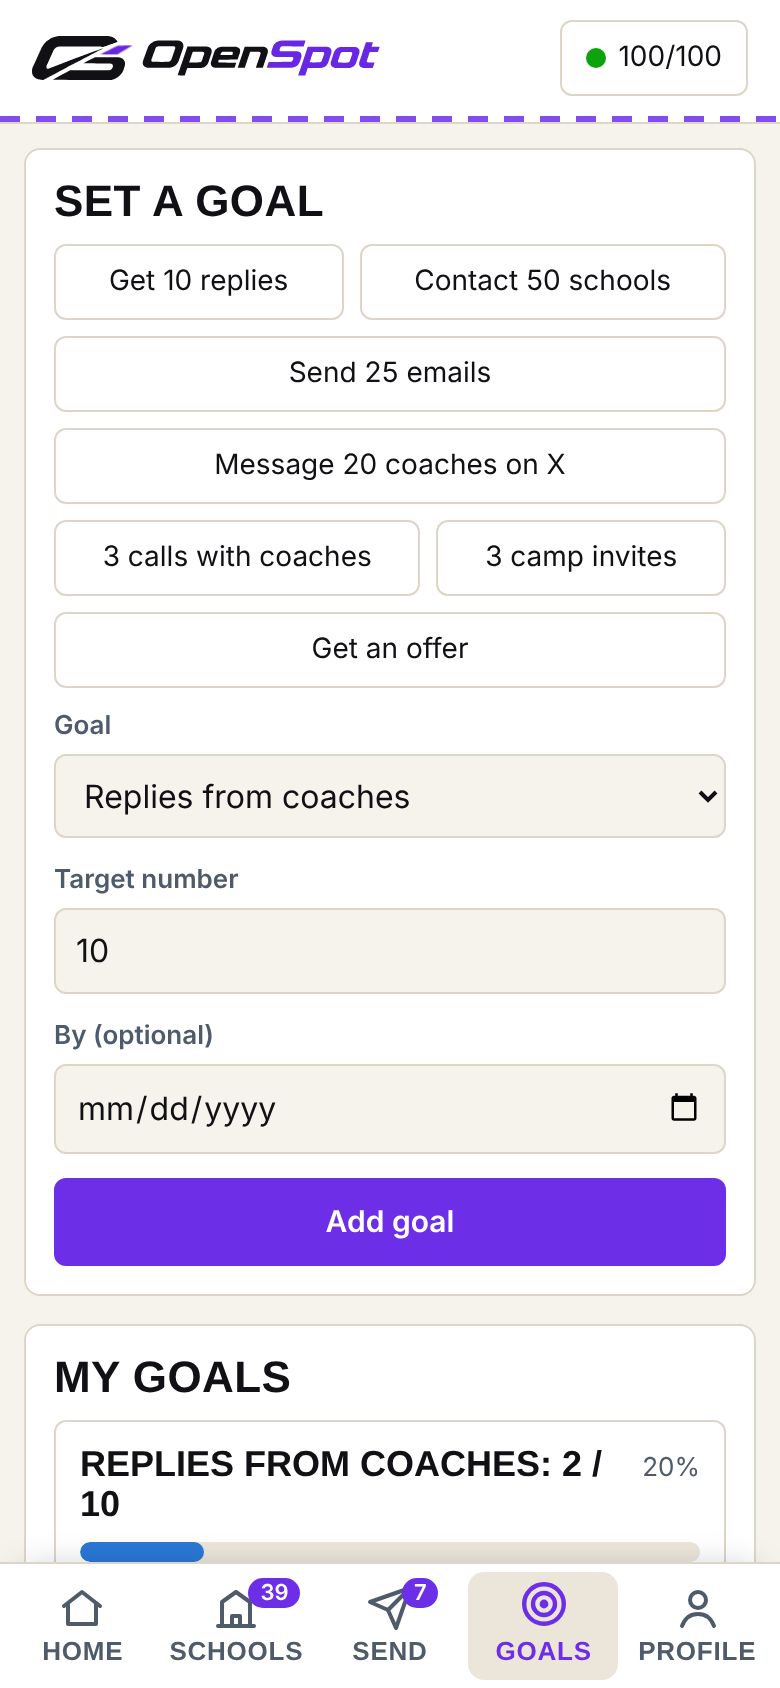 OpenSpot
100/100
SET A GOAL
Get 10 replies
Contact 50 schools
Send 25 emails
Message 20 coaches on X
3 calls with coaches
3 camp invites
Get an offer
Goal
Replies from coaches
Target number
10
By (optional)
mm/dd/yyyy
Add goal
MY GOALS
REPLIES FROM COACHES: 2 /
10
20%
39
7
HOME
SCHOOLS
SEND
GOALS
PROFILE